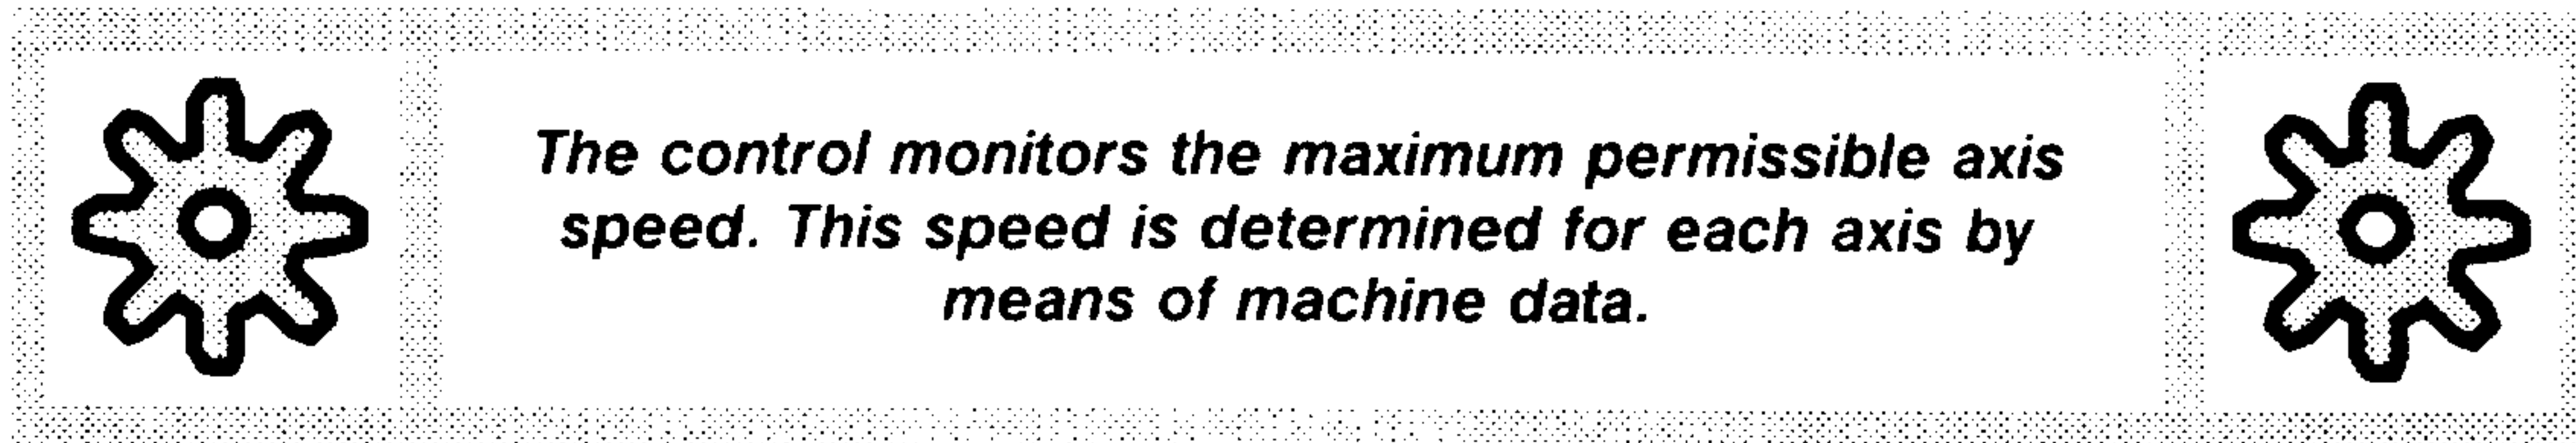 The control monitors the maximum permissible axis
speed. This speed is determined for each axis by
means of machine data.